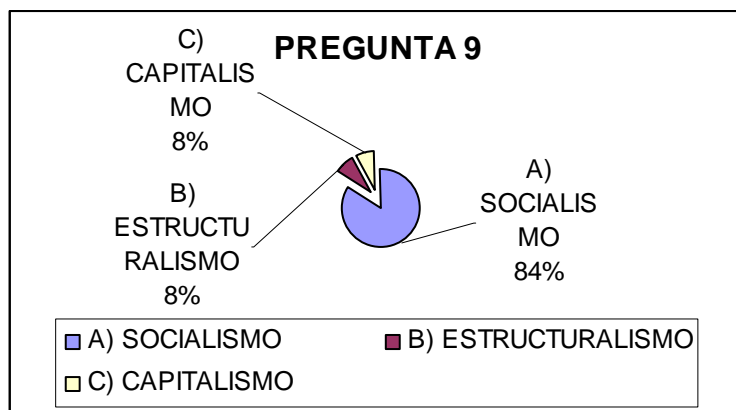 PREGUNTA 9
C)
CAPITALIS
MO
8%
B)
ESTRUCTU
RALISMO
8%
A)
SOCIALIS
MO
84%
A) SOCIALISMO
B) ESTRUCTURALISMO
C) CAPITALISMO